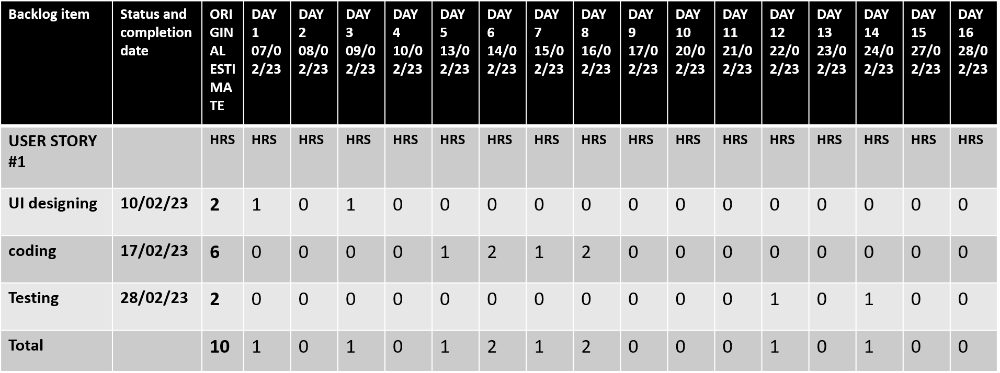 Backlog item Status and completion date ORIGINAL ESTIMATE DAY 1 07/02/23 DAY 2 08/02/23 DAY 3 09/02/23 DAY 4 10/02/23 DAY 5 13/02/23 DAY 6 14/02/23 DAY 7 15/02/23 DAY 8 16/02/23 DAY 9 17/02/23 DAY 10 20/02/23 DAY 11 21/02/23 DAY 12 22/02/23 DAY 13 23/02/23 DAY 14 24/02/23 DAY 15 27/02/23 DAY 16 28/02/23
USER STORY #1 HRS HRS HRS HRS HRS HRS HRS HRS HRS HRS HRS HRS HRS HRS HRS HRS HRS
UI designing 10/02/23 2 1 0 1 0 0 0 0 0 0 0 0 0 0 0 0 0
coding 17/02/23 6 0 0 0 0 1 2 1 2 0 0 0 0 0 0 0 0
Testing 28/02/23 2 0 0 0 0 0 0 0 0 0 0 0 1 0 1 0 0
Total 10 1 0 1 0 1 2 1 2 0 0 0 1 0 1 0 0